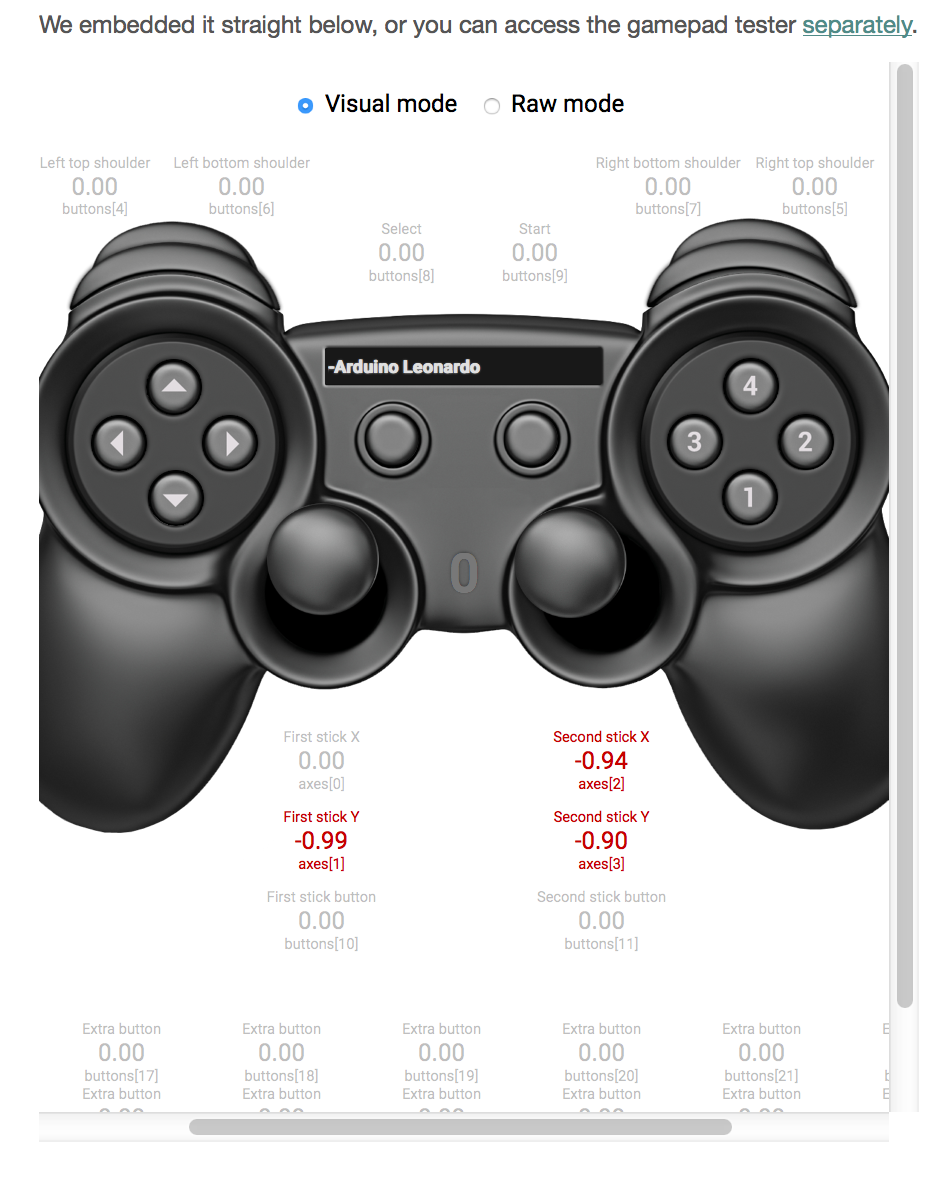 We embedded it straight below, or you can access the gamepad tester separately.
Visual mode Raw mode
Left top shoulder Left bottom shoulder Right bottom shoulder Right top shoulder
0.00 0.00 0.00 0.00
buttons[4] buttons[6] buttons[7] buttons[5]
Select Start
0.00 0.00
buttons[8] buttons[9]
-Arduino Leonardo
4
3 2
1
0
First stick X Second stick X
0.00 -0.94
axes[0] axes[2]
First stick Y Second stick Y
-0.99 -0.90
axes[1] axes[3]
First stick button Second stick button
0.00 0.00
buttons[10] buttons[11]
Extra button Extra button Extra button Extra button Extra button
0.00 0.00 0.00 0.00 0.00
buttons[17] buttons[18] buttons[19] buttons[20] buttons[21]
Extra button Extra button Extra button Extra button Extra button